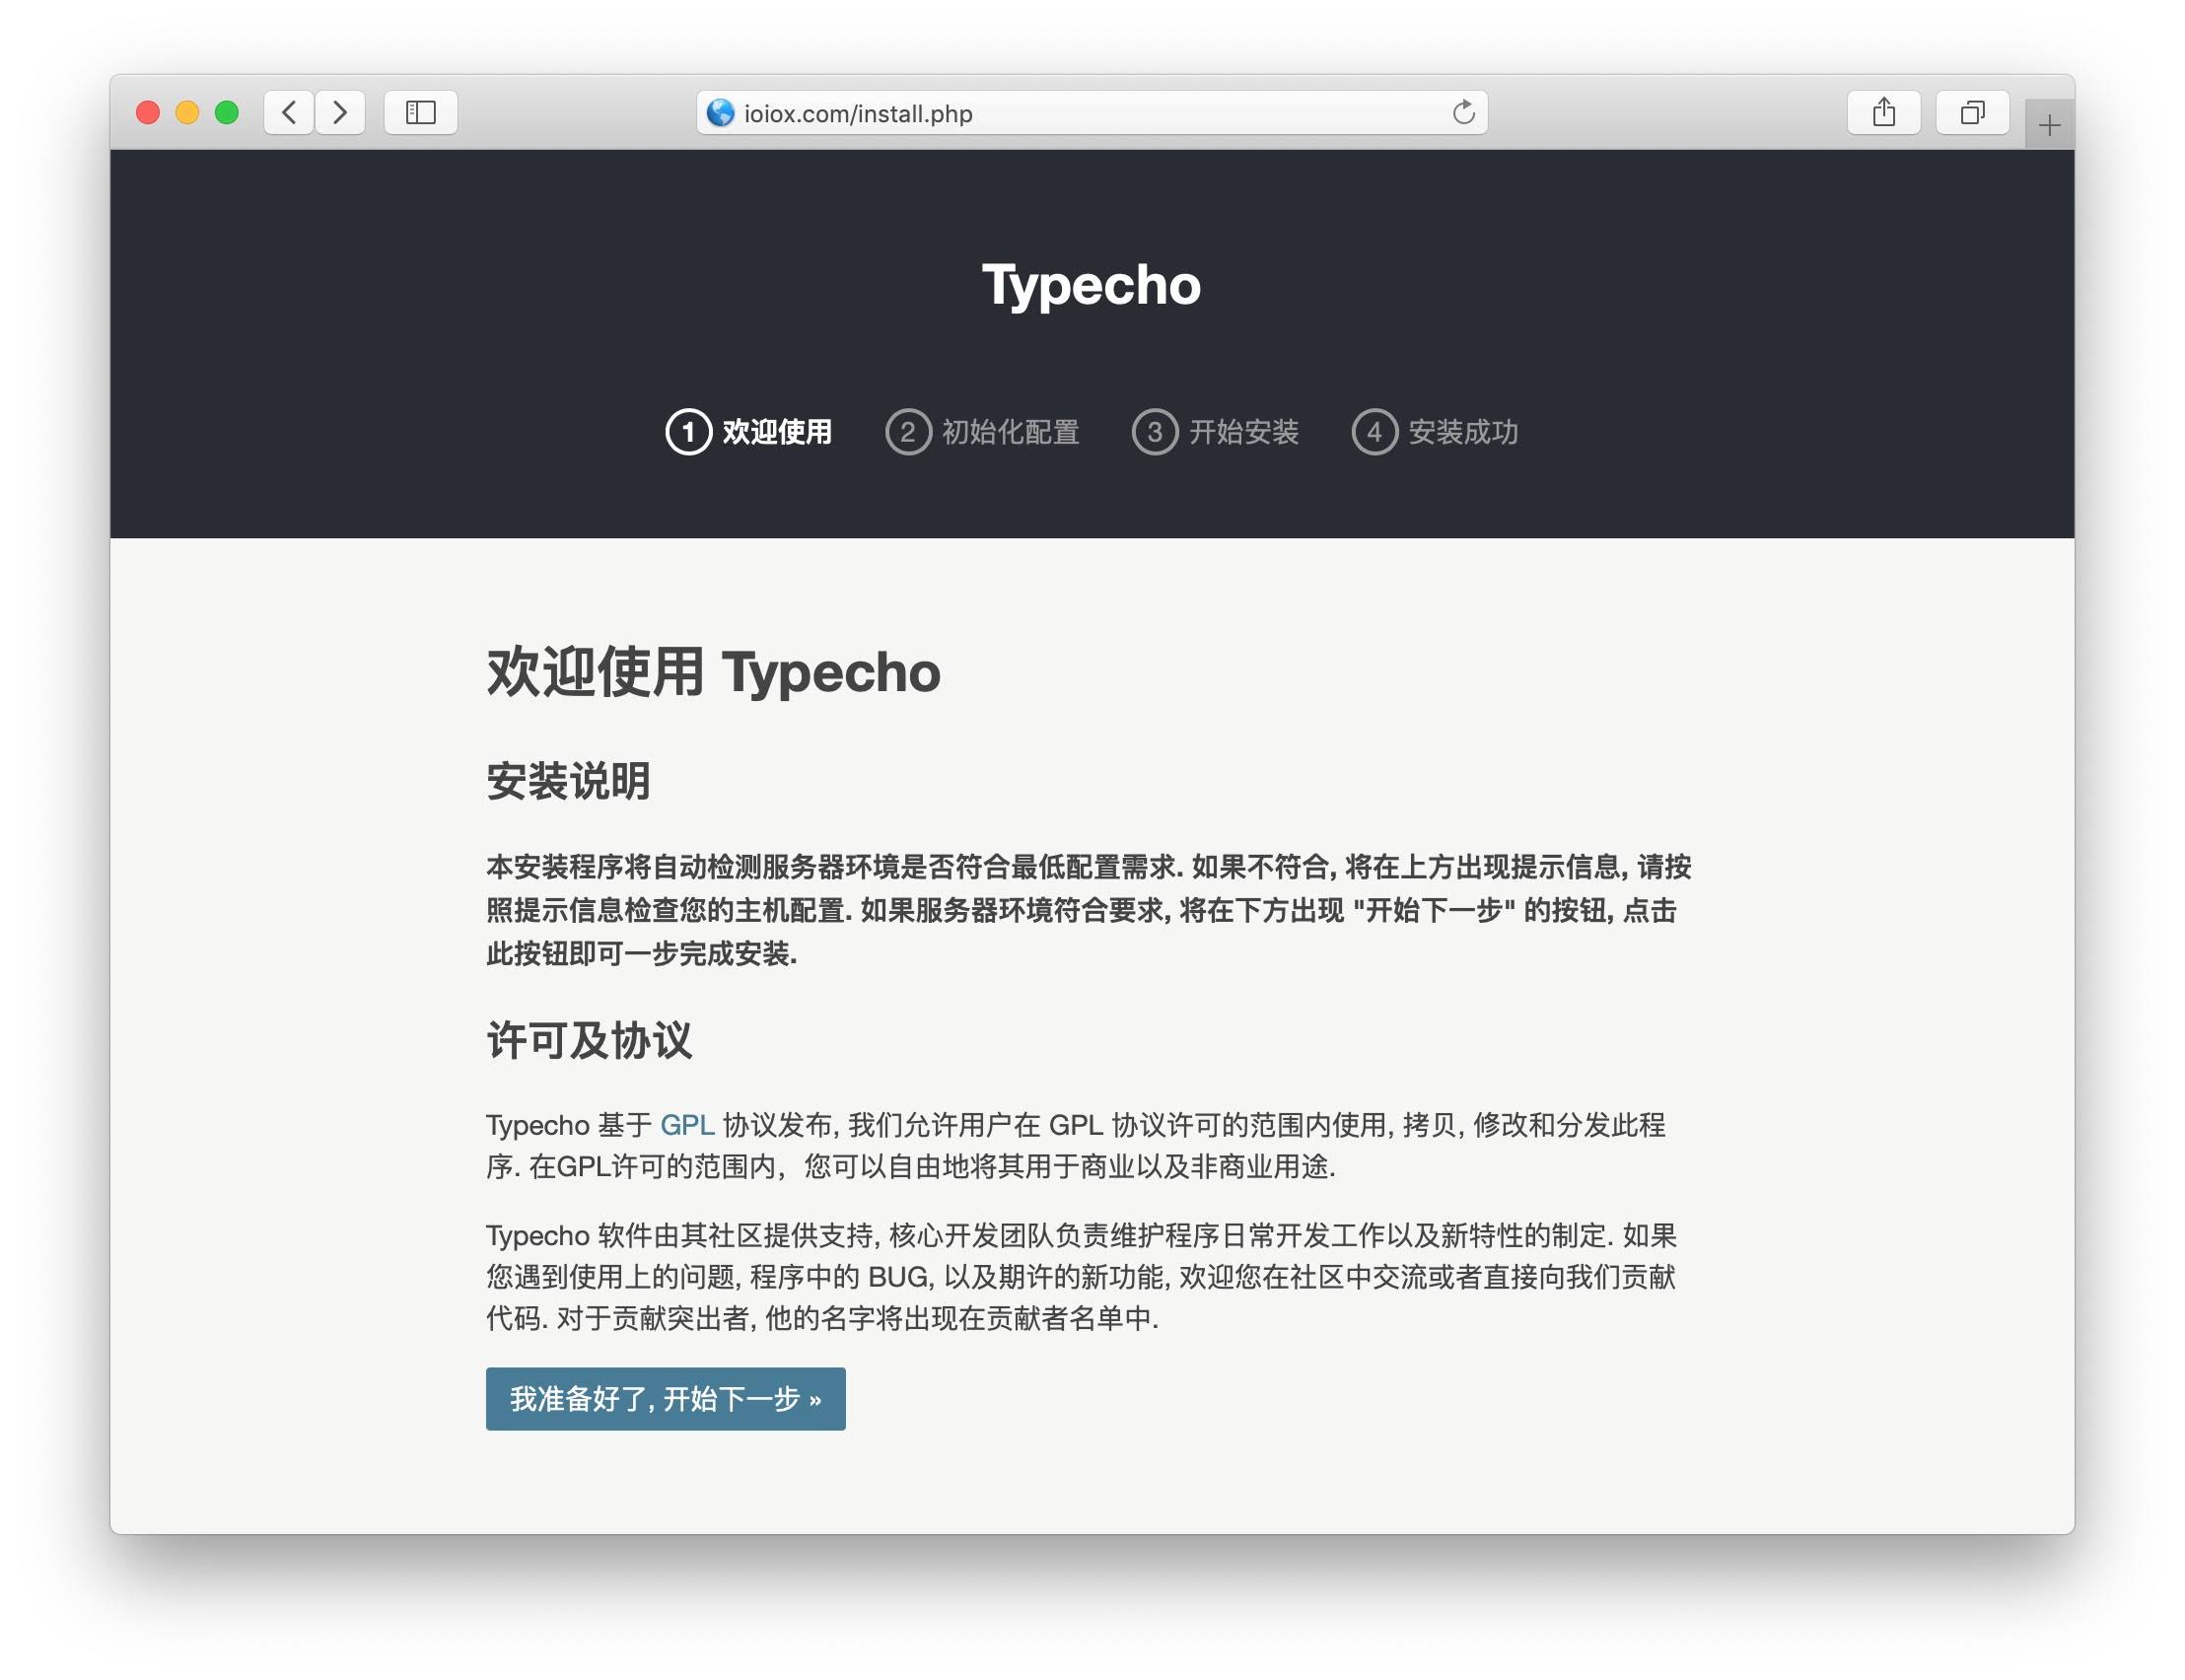 ioiox.com/install.php
Typecho
1 欢迎使用 2 初始化配置 3 开始安装 4 安装成功
欢迎使用 Typecho
安装说明
本安装程序将自动检测服务器环境是否符合最低配置需求. 如果不符合, 将在上方出现提示信息, 请按
照提示信息检查您的主机配置. 如果服务器环境符合要求, 将在下方出现 "开始下一步" 的按钮, 点击
此按钮即可一步完成安装.
许可及协议
Typecho 基于 GPL 协议发布, 我们允许用户在 GPL 协议许可的范围内使用, 拷贝, 修改和分发此程
序. 在GPL许可的范围内，您可以自由地将其用于商业以及非商业用途.
Typecho 软件由其社区提供支持, 核心开发团队负责维护程序日常开发工作以及新特性的制定. 如果
您遇到使用上的问题, 程序中的 BUG, 以及期许的新功能, 欢迎您在社区中交流或者直接向我们贡献
代码. 对于贡献突出者, 他的名字将出现在贡献者名单中.
我准备好了, 开始下一步 »